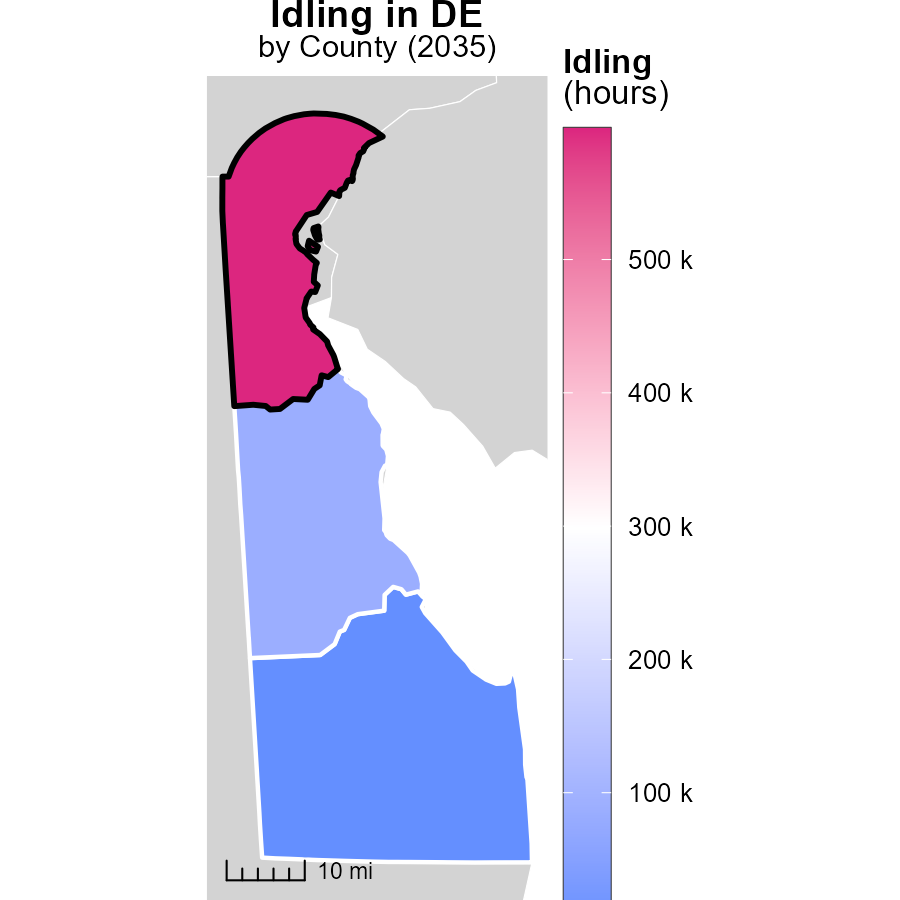 Idling in DE
by County (2035)
Idling
(hours)
500 k
400 k
300 k
200 k
100 k
10 mi